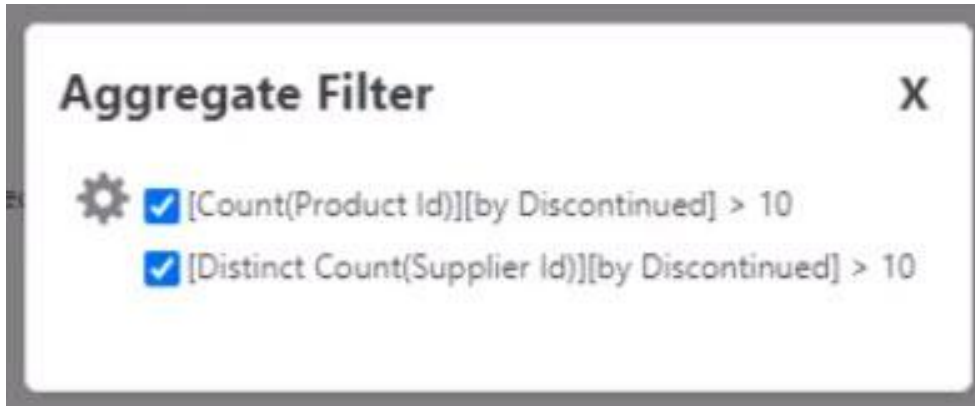 Aggregate Filter X
[Count(Product Id)][by Discontinued] > 10
[Distinct Count(Supplier Id)][by Discontinued] > 10